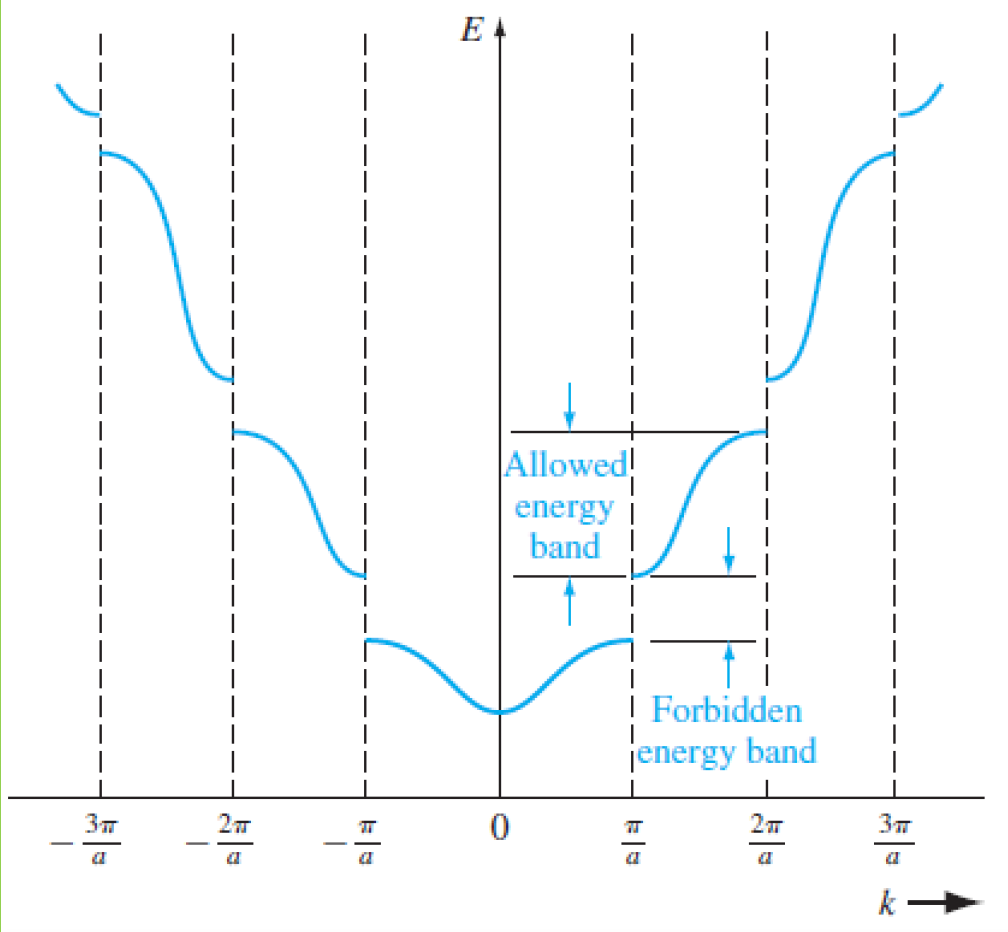 E
Allowed
energy
band
Forbidden
energy band
− 3π/a
− 2π/a
− π/a
0
π/a
2π/a
3π/a
k